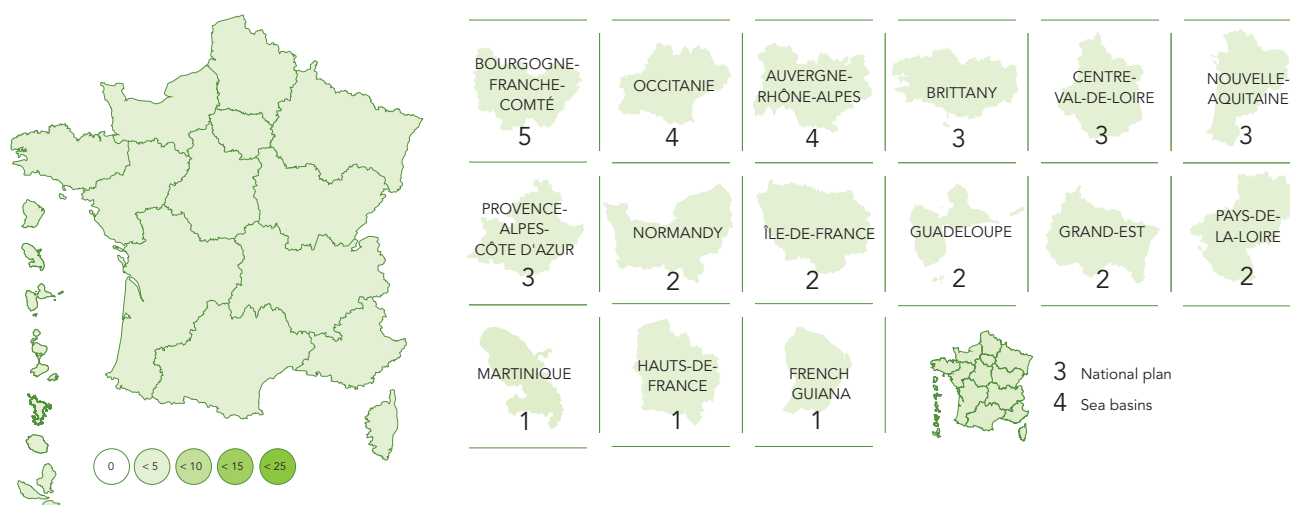 BOURGOGNE-
FRANCHE-
COMTÉ
5
OCCITANIE
4
AUVERGNE-
RHÔNE-ALPES
4
BRITTANY
3
CENTRE-
VAL-DE-LOIRE
3
NOUVELLE-
AQUITAINE
3
PROVENCE-
ALPES-
CÔTE D'AZUR
3
NORMANDY
2
ÎLE-DE-FRANCE
2
GUADELOUPE
2
GRAND-EST
2
PAYS-DE-
LA-LOIRE
2
MARTINIQUE
1
HAUTS-DE-
FRANCE
1
FRENCH
GUIANA
1
3 National plan
4 Sea basins
0 < 5 < 10 < 15 < 25